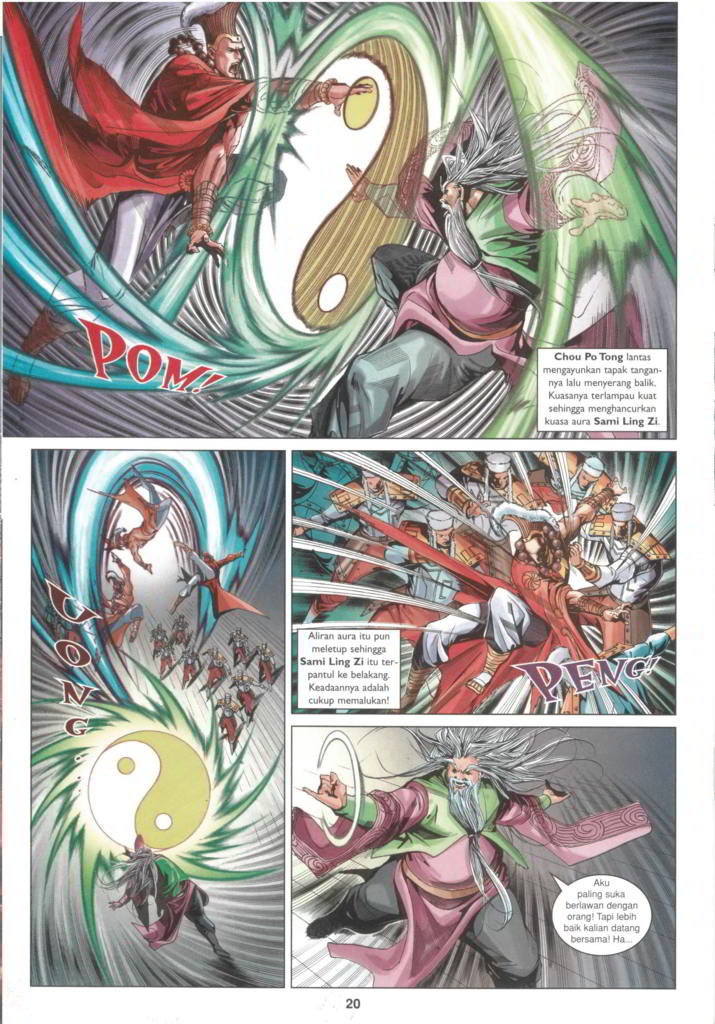 POM!
Chou Po Tong lantas
mengayunkan tapak tangan-
nya lalu menyerang balik.
Kuasanya terlampau kuat
sehingga menghancurkan
kuasa aura Sami Ling Zi.
UONG...
Aliran aura itu pun
meletup sehingga
Sami Ling Zi itu ter-
pantul ke belakang.
Keadaannya adalah
cukup memalukan!
PENG!
Aku
paling suka
berlawan dengan
orang! Tapi lebih
baik kalian datang
bersama! Ha...
20